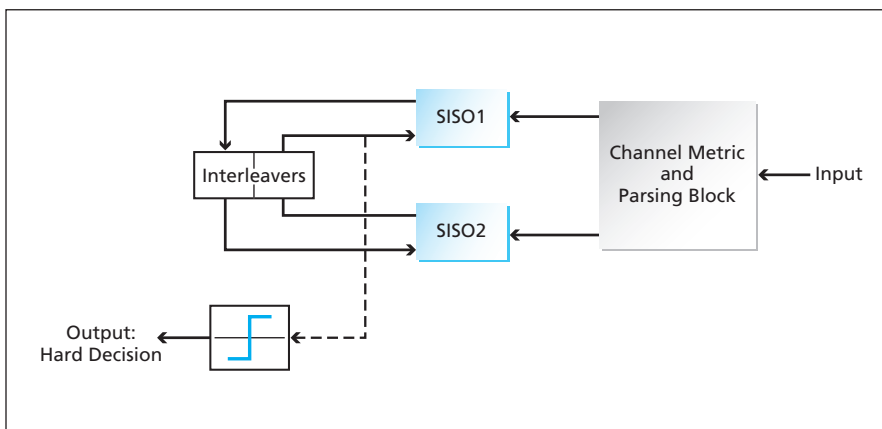 SISO1
Channel Metric
and
Parsing Block
Input
Interleavers
SISO2
Output:
Hard Decision